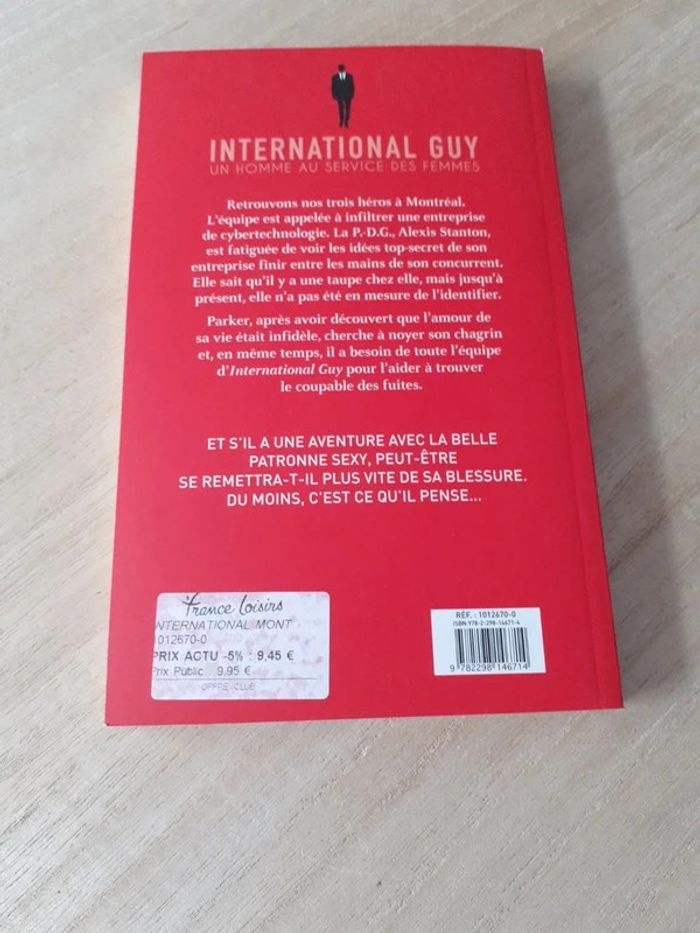 INTERNATIONAL GUY
UN HOMME AU SERVICE DES FEMMES
Retrouvons nos trois héros à Montréal.
L'équipe est appelée à infiltrer une entreprise
de cybertechnologie. La P.-D.G., Alexis Stanton,
est fatiguée de voir les idées top-secret de son
entreprise finir entre les mains de son concurrent.
Elle sait qu'il y a une taupe chez elle, mais jusqu'à
présent, elle n'a pas été en mesure de l'identifier.
Parker, après avoir découvert que l'amour de
sa vie était infidèle, cherche à noyer son chagrin
et, en même temps, il a besoin de toute l'équipe
d'International Guy pour l'aider à trouver
le coupable des fuites.
ET S'IL A UNE AVENTURE AVEC LA BELLE
PATRONNE SEXY, PEUT-ÊTRE
SE REMETTRA-T-IL PLUS VITE DE SA BLESSURE.
DU MOINS, C'EST CE QU'IL PENSE...
France Loisirs
INTERNATIONAL MONT
1012670-0
PRIX ACTU -5% : 9,45 €
Prix Public : 9,95 €
OFFRE CLUB
RÉF. : 1012670-0
ISBN 978-2-298-14671-4
9 782298 146714